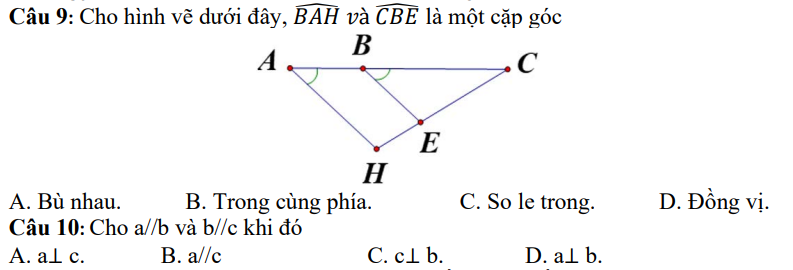 Câu 9: Cho hình vẽ dưới đây, $\widehat{BAH}$ và $\widehat{CBE}$ là một cặp góc
B
A
C
E
H
A. Bù nhau. B. Trong cùng phía. C. So le trong. D. Đồng vị.
Câu 10: Cho a//b và b//c khi đó
A. a⊥ c. B. a//c C. c⊥ b. D. a⊥ b.